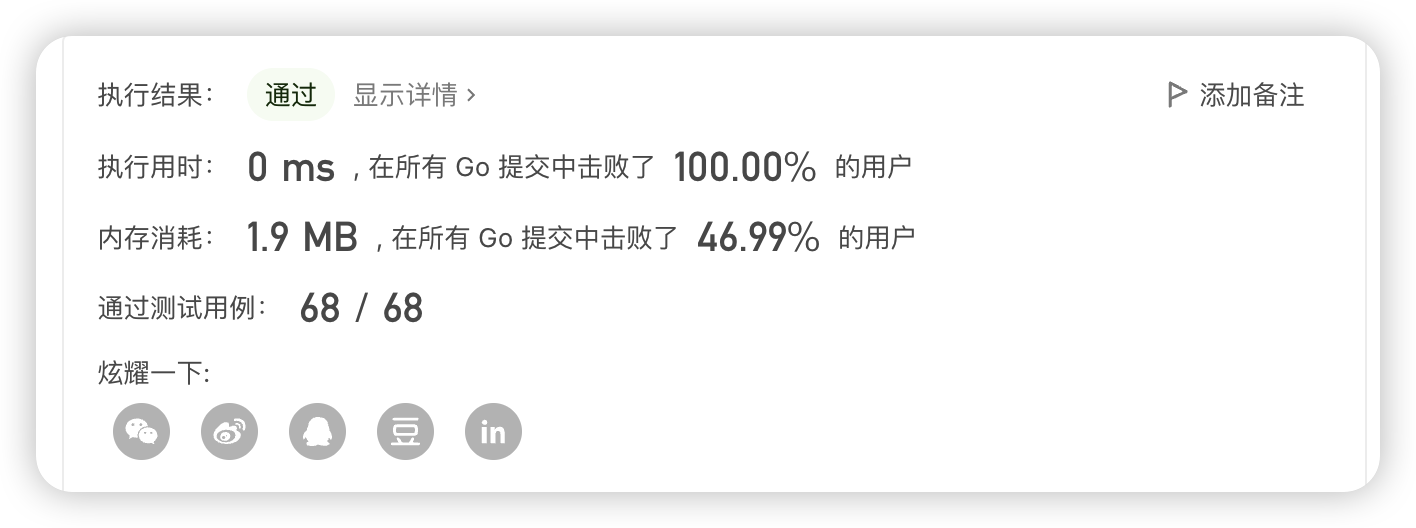 执行结果： 通过 显示详情 > 添加备注
执行用时： 0 ms , 在所有 Go 提交中击败了 100.00% 的用户
内存消耗： 1.9 MB , 在所有 Go 提交中击败了 46.99% 的用户
通过测试用例： 68 / 68
炫耀一下:
豆 in